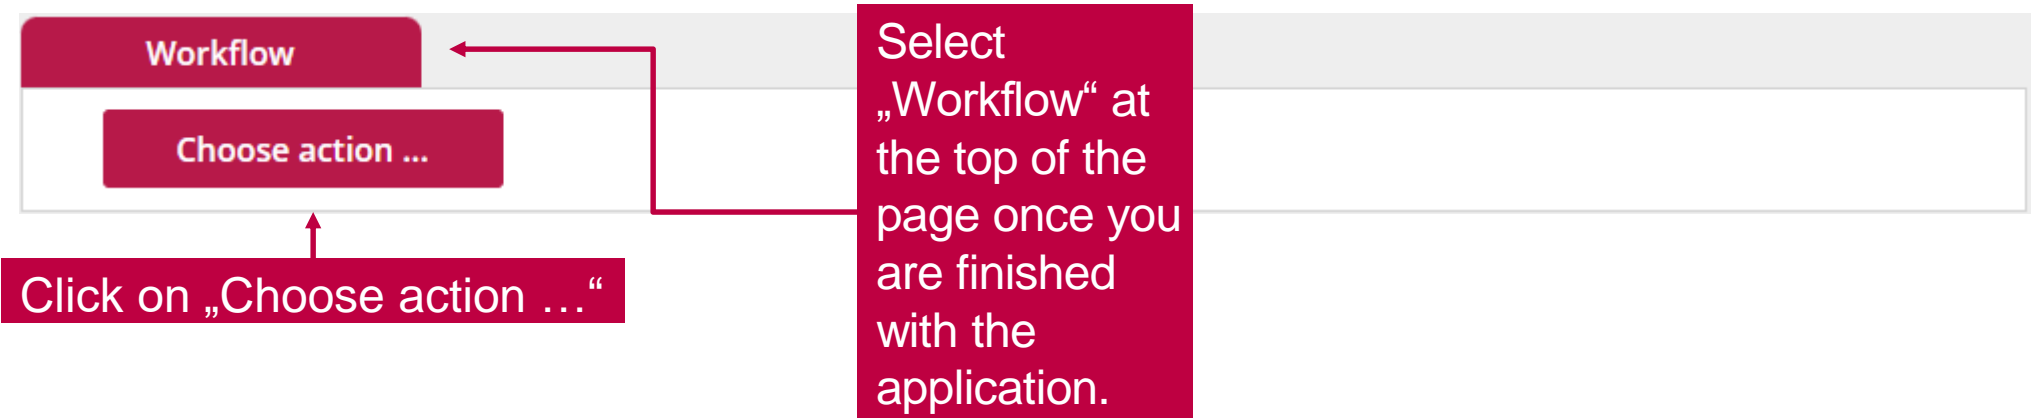 Workflow
Choose action ...
Click on „Choose action …“
Select
„Workflow“ at
the top of the
page once you
are finished
with the
application.